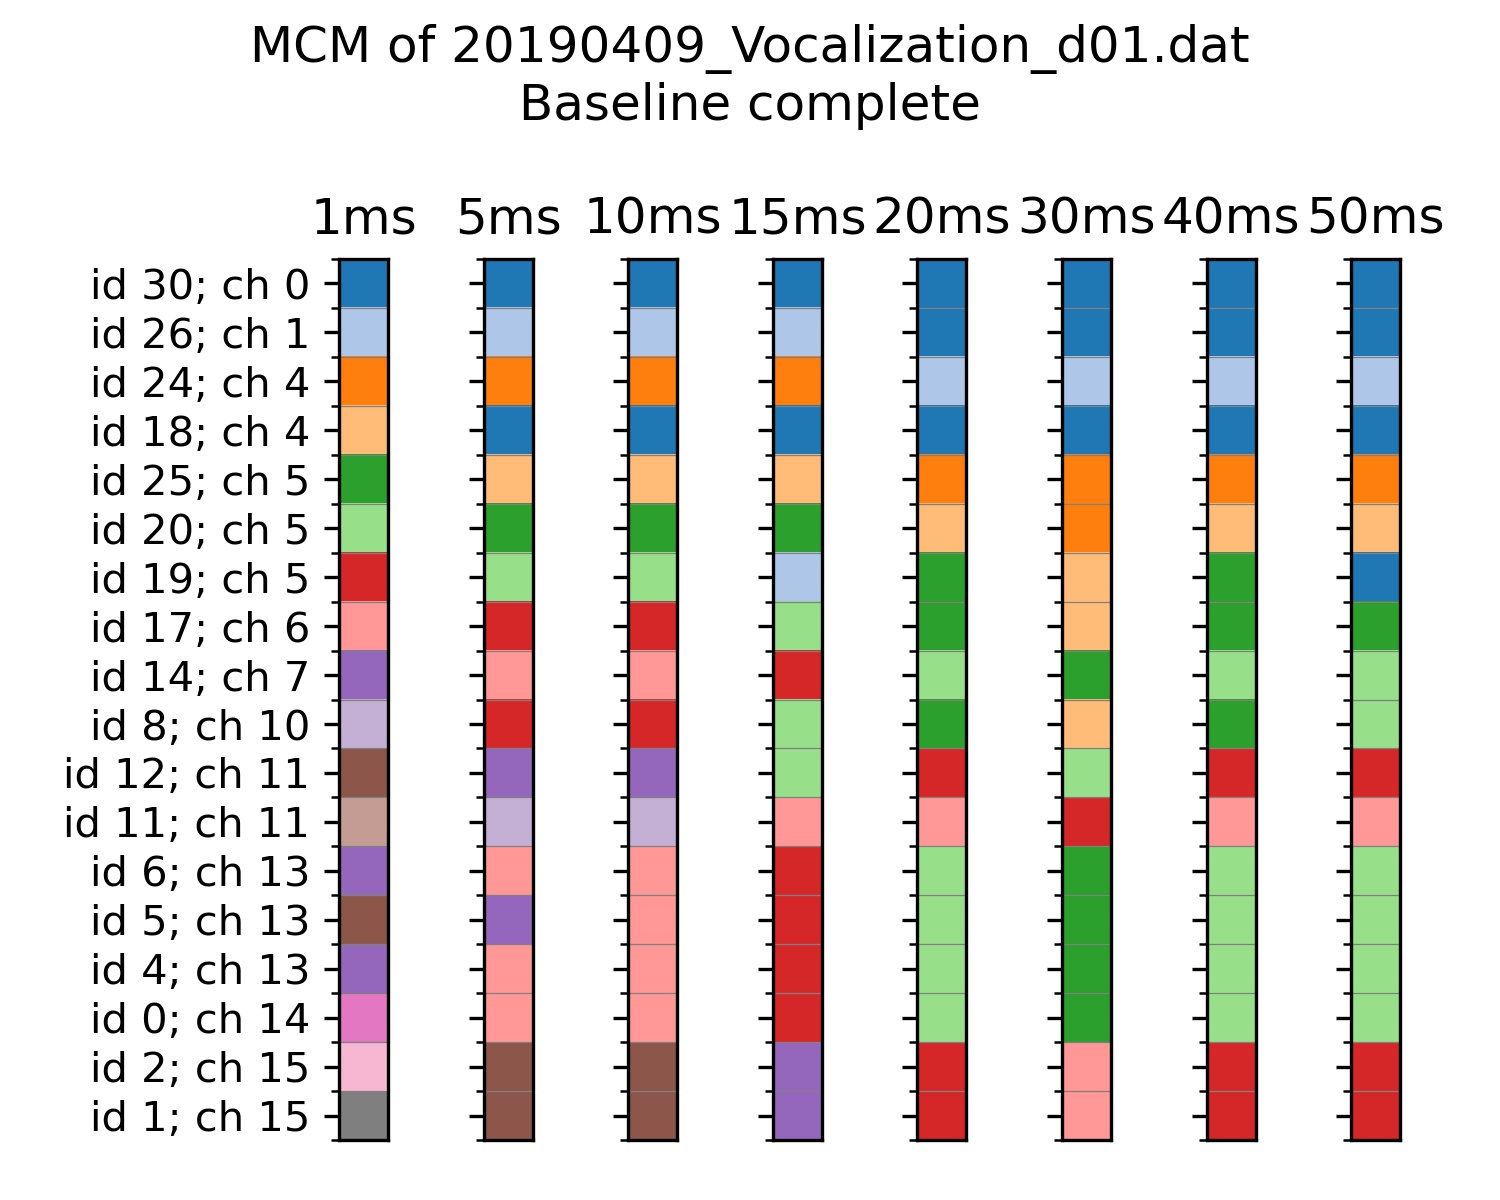 MCM of 20190409_Vocalization_d01.dat
Baseline complete
1ms 5ms 10ms 15ms 20ms 30ms 40ms 50ms
id 30; ch 0
id 26; ch 1
id 24; ch 4
id 18; ch 4
id 25; ch 5
id 20; ch 5
id 19; ch 5
id 17; ch 6
id 14; ch 7
id 8; ch 10
id 12; ch 11
id 11; ch 11
id 6; ch 13
id 5; ch 13
id 4; ch 13
id 0; ch 14
id 2; ch 15
id 1; ch 15